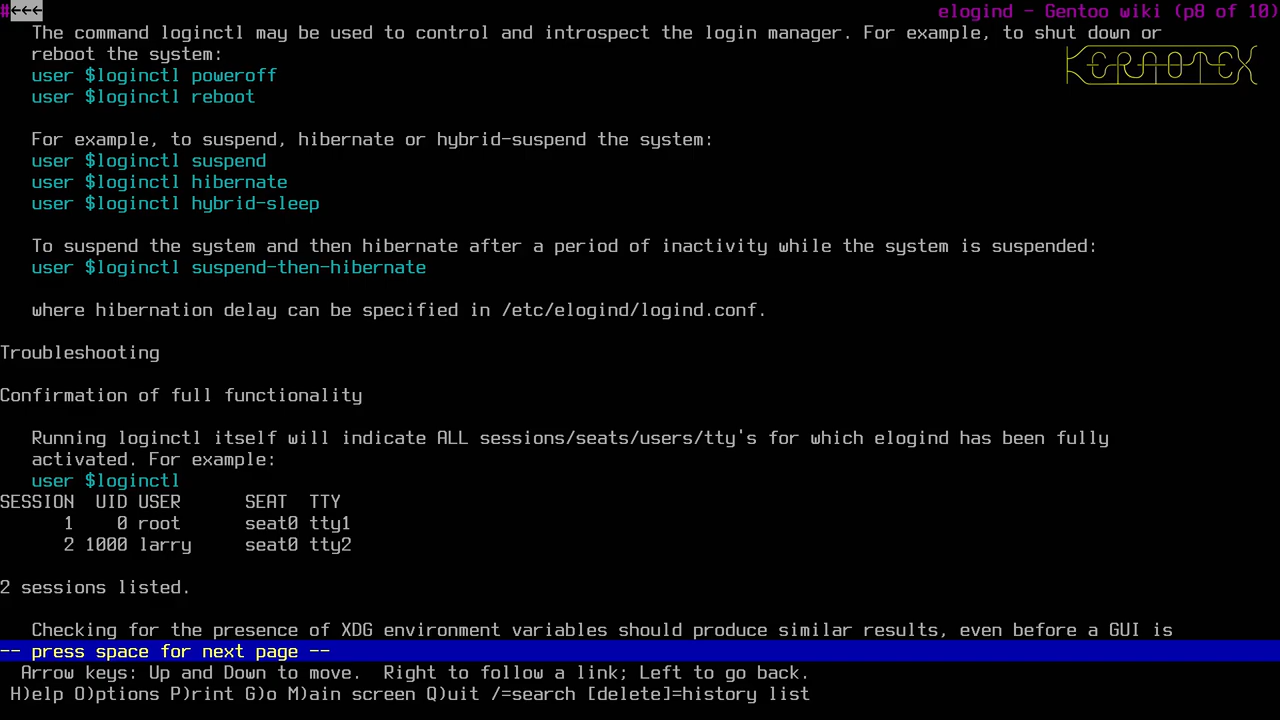 #←←← elogind - Gentoo wiki (p8 of 10)
The command loginctl may be used to control and introspect the login manager. For example, to shut down or
reboot the system:
KERNOTEX
user $loginctl poweroff
user $loginctl reboot
For example, to suspend, hibernate or hybrid-suspend the system:
user $loginctl suspend
user $loginctl hibernate
user $loginctl hybrid-sleep
To suspend the system and then hibernate after a period of inactivity while the system is suspended:
user $loginctl suspend-then-hibernate
where hibernation delay can be specified in /etc/elogind/logind.conf.
Troubleshooting
Confirmation of full functionality
Running loginctl itself will indicate ALL sessions/seats/users/tty's for which elogind has been fully
activated. For example:
user $loginctl
SESSION  UID USER      SEAT  TTY
1    0 root      seat0 tty1
2 1000 larry     seat0 tty2
2 sessions listed.
Checking for the presence of XDG environment variables should produce similar results, even before a GUI is
-- press space for next page --
Arrow keys: Up and Down to move.  Right to follow a link; Left to go back.
H)elp O)ptions P)rint G)o M)ain screen Q)uit /=search [delete]=history list